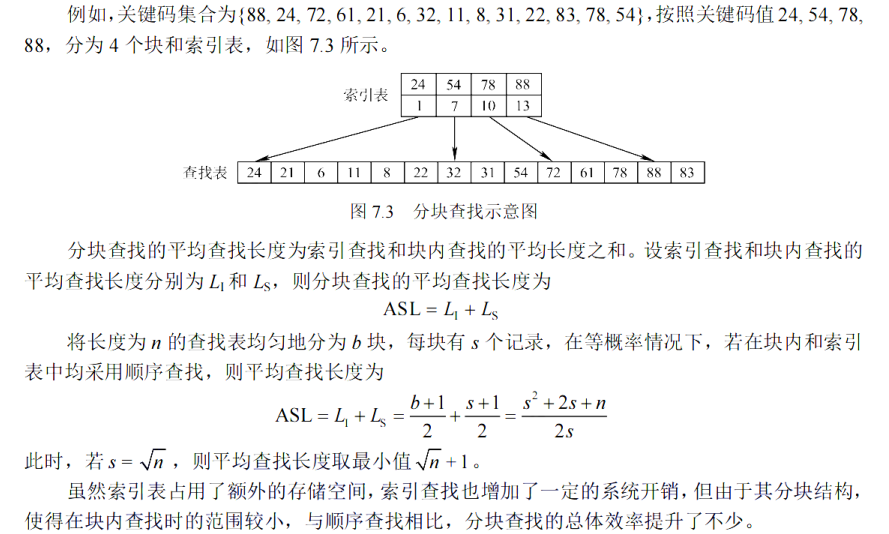 例如，关键码集合为{88, 24, 72, 61, 21, 6, 32, 11, 8, 31, 22, 83, 78, 54}，按照关键码值 24, 54, 78,
88，分为 4 个块和索引表，如图 7.3 所示。
索引表
24 54 78 88
1 7 10 13
查找表 24 21 6 11 8 22 32 31 54 72 61 78 88 83
图 7.3 分块查找示意图
分块查找的平均查找长度为索引查找和块内查找的平均长度之和。设索引查找和块内查找的
平均查找长度分别为 L_I 和 L_S，则分块查找的平均查找长度为
ASL = L_I + L_S
将长度为 n 的查找表均匀地分为 b 块，每块有 s 个记录，在等概率情况下，若在块内和索引
表中均采用顺序查找，则平均查找长度为
ASL = L_I + L_S = (b+1)/2 + (s+1)/2 = (s²+2s+n)/(2s)
此时，若 s = √n，则平均查找长度取最小值√n +1。
虽然索引表占用了额外的存储空间，索引查找也增加了一定的系统开销，但由于其分块结构，
使得在块内查找时的范围较小，与顺序查找相比，分块查找的总体效率提升了不少。